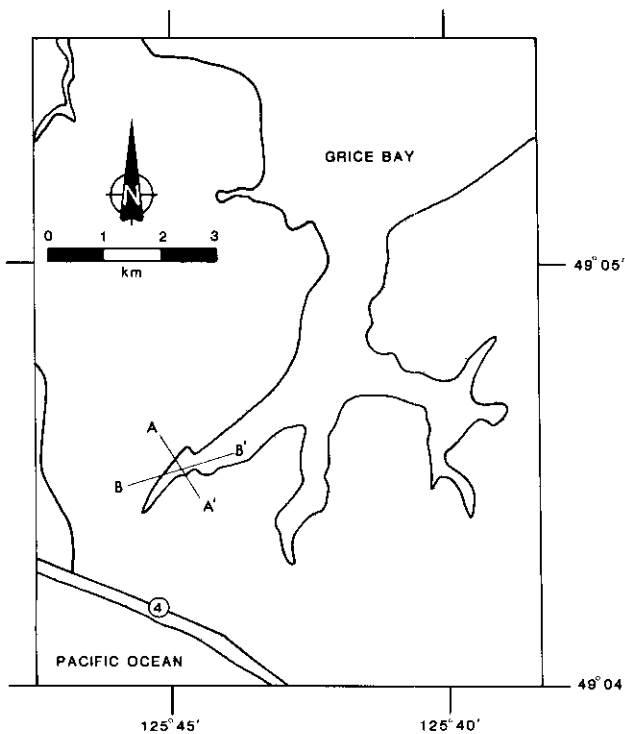 GRICE BAY
N
0 1 2 3
km
49°05'
A
B'
B
A'
4
PACIFIC OCEAN
49°04
125°45'
125°40'